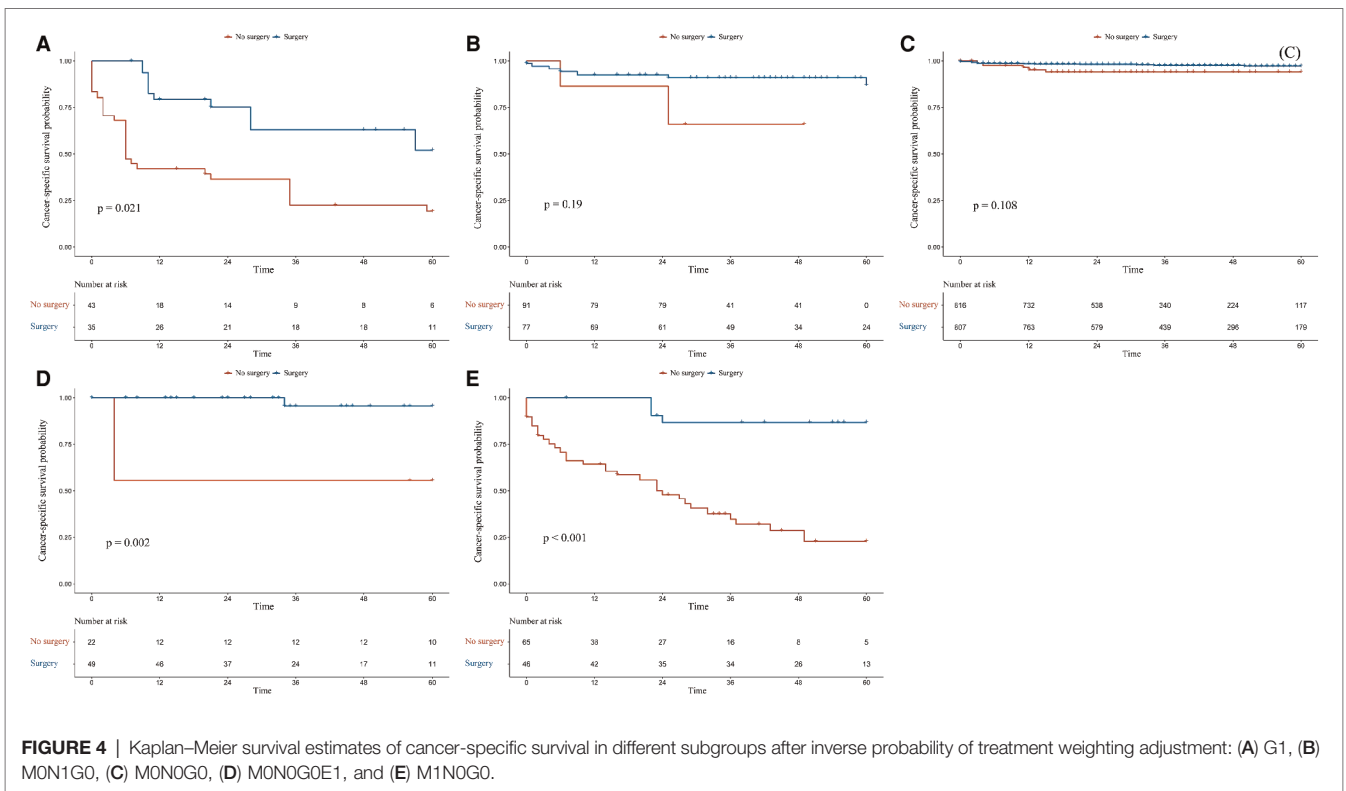 A
No surgery Surgery
Cancer-specific survival probability
1.00
0.75
0.50
0.25
0.00
p = 0.021
0 12 24 36 48 60
Time
Number at risk
No surgery 43 18 14 9 8 6
Surgery 35 26 21 18 18 11
0 12 24 36 48 60
Time
B
No surgery Surgery
Cancer-specific survival probability
1.00
0.75
0.50
0.25
0.00
p = 0.19
0 12 24 36 48 60
Time
Number at risk
No surgery 91 79 79 41 41 0
Surgery 77 69 61 49 34 24
0 12 24 36 48 60
Time
C
No surgery Surgery
(C)
Cancer-specific survival probability
1.00
0.75
0.50
0.25
0.00
p = 0.108
0 12 24 36 48 60
Time
Number at risk
No surgery 816 732 538 340 224 117
Surgery 807 763 579 439 296 179
0 12 24 36 48 60
Time
D
No surgery Surgery
Cancer-specific survival probability
1.00
0.75
0.50
0.25
0.00
p = 0.002
0 12 24 36 48 60
Time
Number at risk
No surgery 22 12 12 12 12 10
Surgery 49 46 37 24 17 11
0 12 24 36 48 60
Time
E
No surgery Surgery
Cancer-specific survival probability
1.00
0.75
0.50
0.25
0.00
p < 0.001
0 12 24 36 48 60
Time
Number at risk
No surgery 65 38 27 16 8 5
Surgery 46 42 35 34 26 13
0 12 24 36 48 60
Time
FIGURE 4 | Kaplan–Meier survival estimates of cancer-specific survival in different subgroups after inverse probability of treatment weighting adjustment: (A) G1, (B)
M0N1G0, (C) M0N0G0, (D) M0N0G0E1, and (E) M1N0G0.